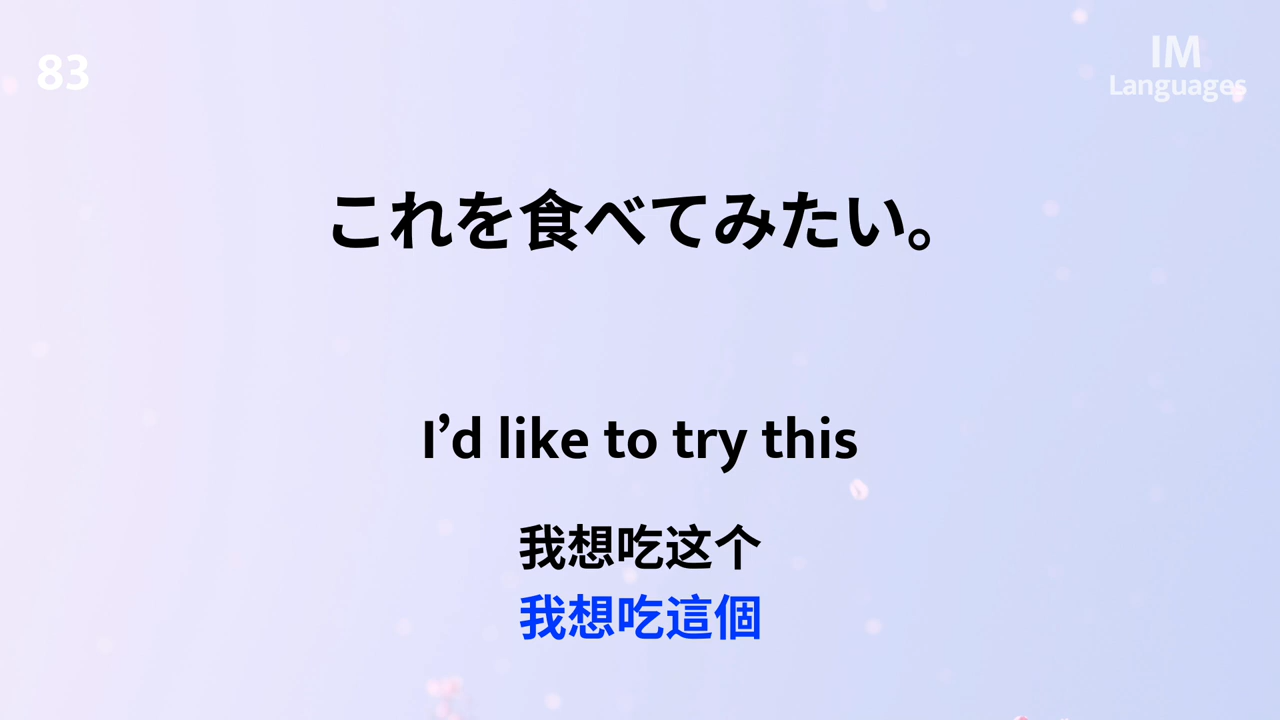 83
IM
Languages
これを食べてみたい。
I’d like to try this
我想吃这个
我想吃這個